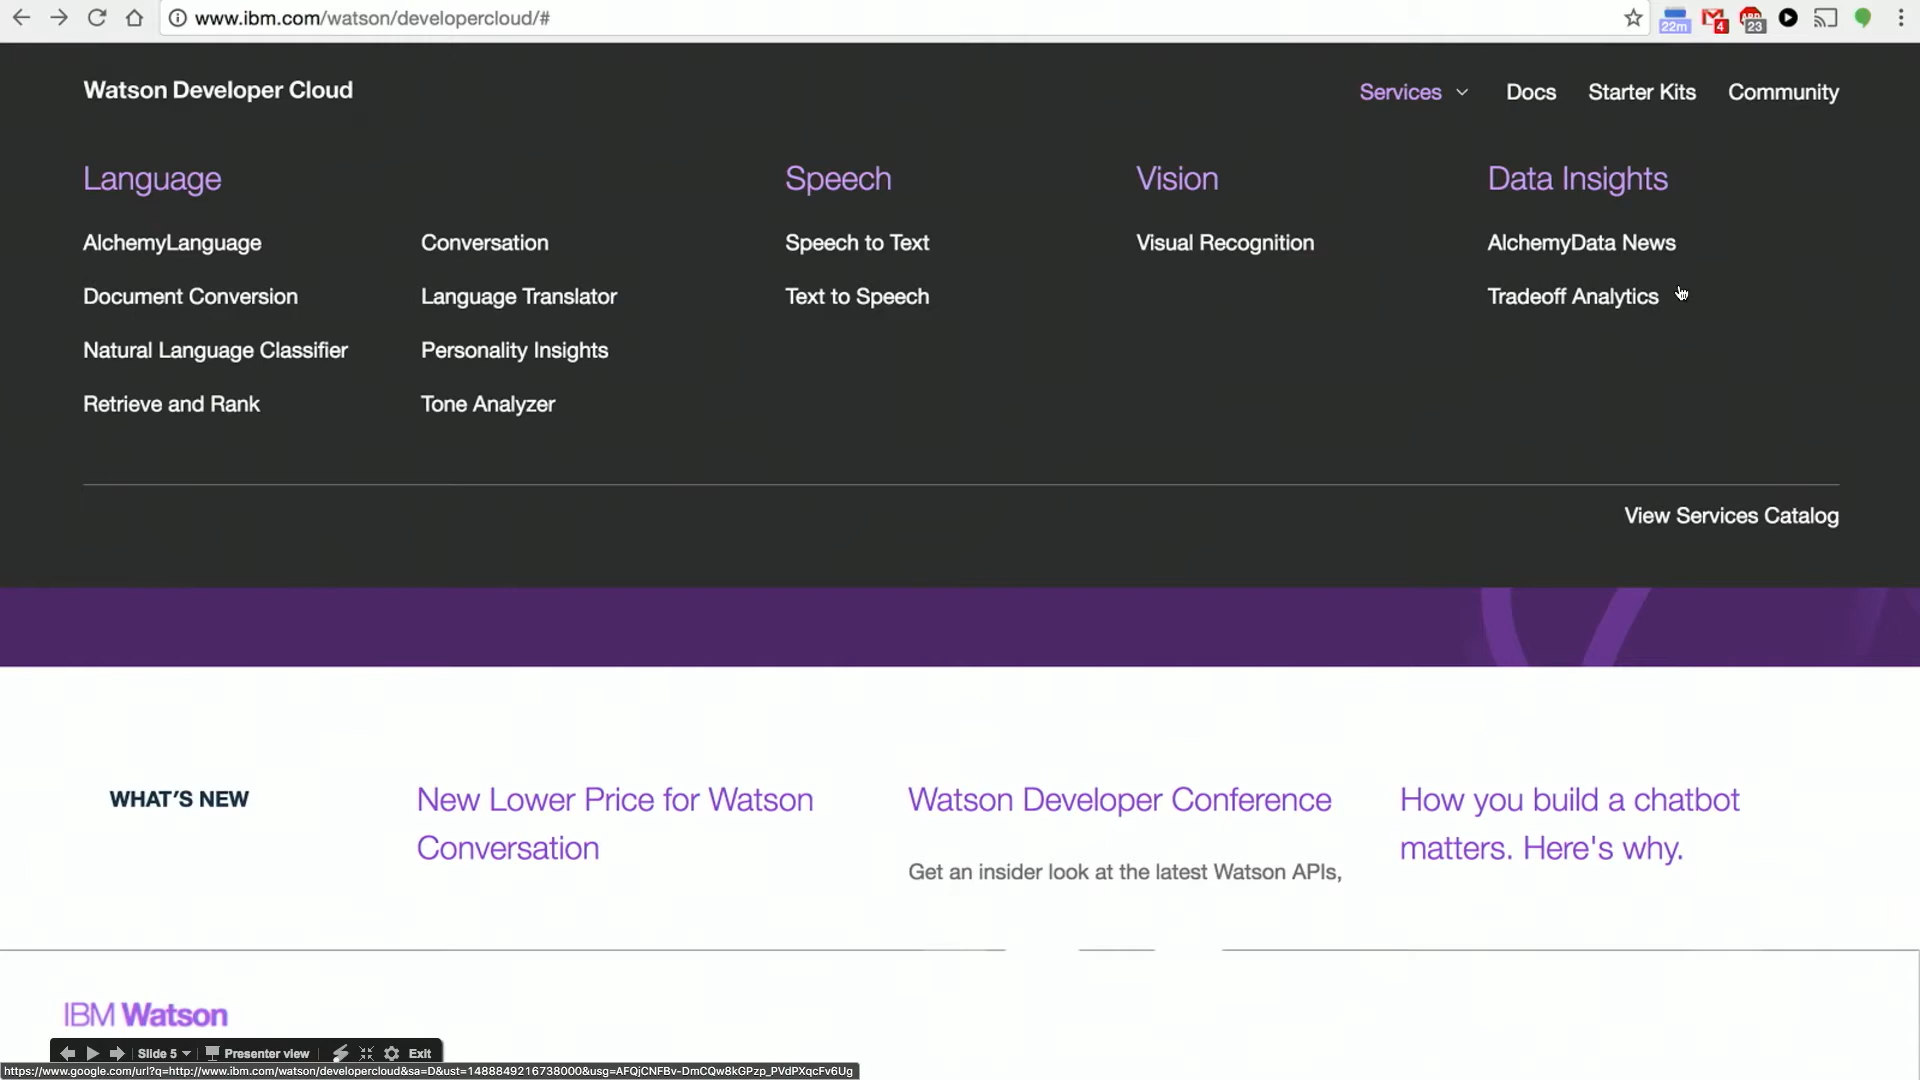 www.ibm.com/watson/developercloud/#
22m
4
ABP
23
Watson Developer Cloud
Services
Docs
Starter Kits
Community
Language
AlchemyLanguage
Document Conversion
Natural Language Classifier
Retrieve and Rank
Conversation
Language Translator
Personality Insights
Tone Analyzer
Speech
Speech to Text
Text to Speech
Vision
Visual Recognition
Data Insights
AlchemyData News
Tradeoff Analytics
View Services Catalog
WHAT'S NEW
New Lower Price for Watson
Conversation
Watson Developer Conference
Get an insider look at the latest Watson APIs,
How you build a chatbot
matters. Here's why.
IBM Watson
Slide 5
Presenter view
Exit
https://www.google.com/url?q=http://www.ibm.com/watson/developercloud&sa=D&ust=1488849216738000&usg=AFQjCNFBv-DmCQw8kGPzp_PVdPXqcFv6Ug